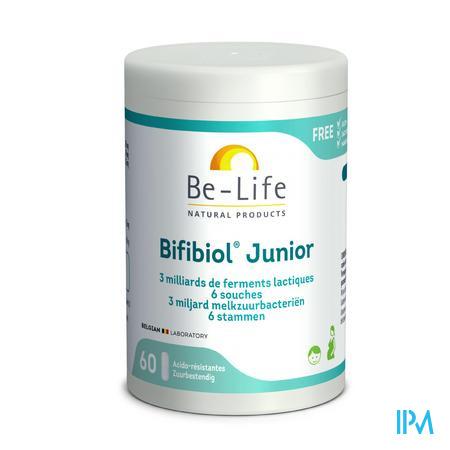 FREE
Be-Life
NATURAL PRODUCTS
Bifibiol® Junior
3 milliards de ferments lactiques
6 souches
3 miljard melkzuurbacteriën
6 stammen
BELGIAN LABORATORY
60 Acido-résistantes
Zuurbestendig
IPM